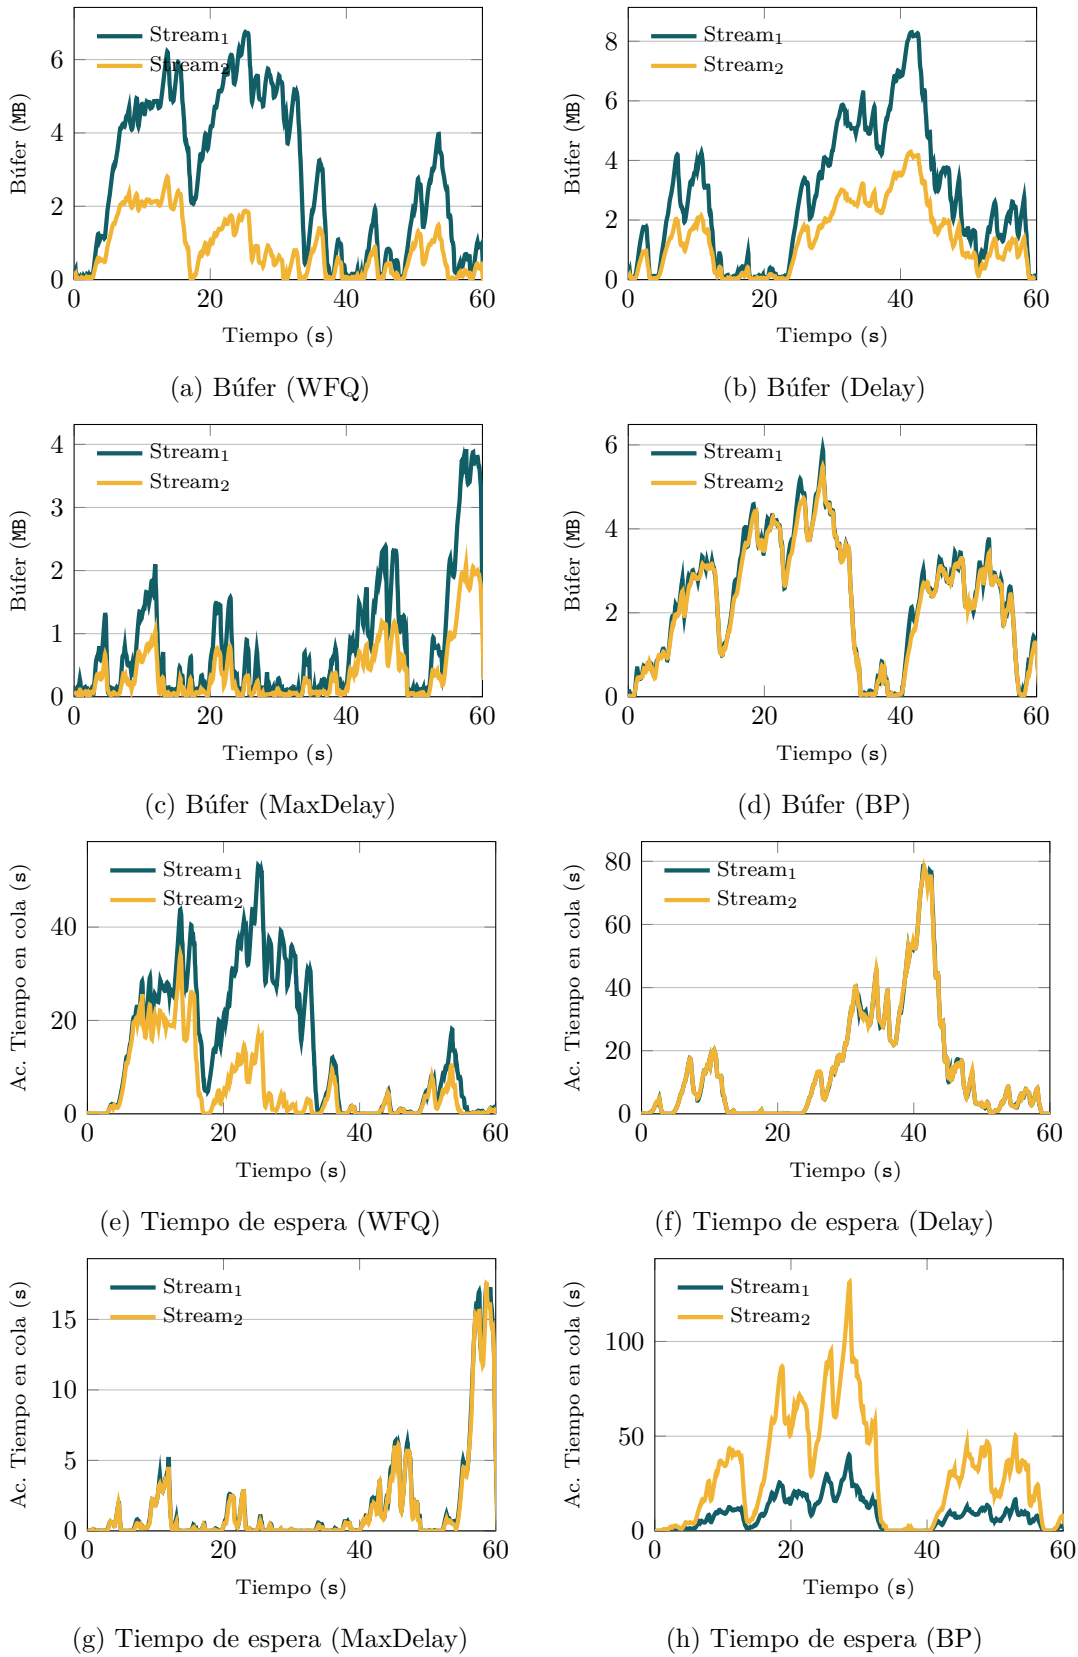 Stream1
Stream2
0
2
4
6
0
20
40
60
Búfer (MB)
Tiempo (s)
(a) Búfer (WFQ)
Stream1
Stream2
0
2
4
6
8
0
20
40
60
Búfer (MB)
Tiempo (s)
(b) Búfer (Delay)
Stream1
Stream2
0
1
2
3
4
0
20
40
60
Búfer (MB)
Tiempo (s)
(c) Búfer (MaxDelay)
Stream1
Stream2
0
2
4
6
0
20
40
60
Búfer (MB)
Tiempo (s)
(d) Búfer (BP)
Stream1
Stream2
0
20
40
0
20
40
60
Ac. Tiempo en cola (s)
Tiempo (s)
(e) Tiempo de espera (WFQ)
Stream1
Stream2
0
20
40
60
80
0
20
40
60
Ac. Tiempo en cola (s)
Tiempo (s)
(f) Tiempo de espera (Delay)
Stream1
Stream2
0
5
10
15
0
20
40
60
Ac. Tiempo en cola (s)
Tiempo (s)
(g) Tiempo de espera (MaxDelay)
Stream1
Stream2
0
50
100
0
20
40
60
Ac. Tiempo en cola (s)
Tiempo (s)
(h) Tiempo de espera (BP)